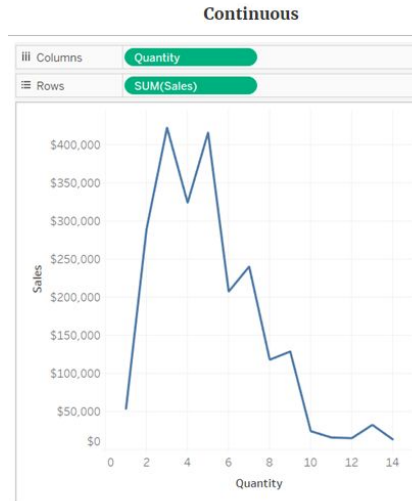 Continuous
Columns Quantity
Rows SUM(Sales)
$400,000
$350,000
$300,000
$250,000
$200,000
$150,000
$100,000
$50,000
$0
Sales
0 2 4 6 8 10 12 14
Quantity